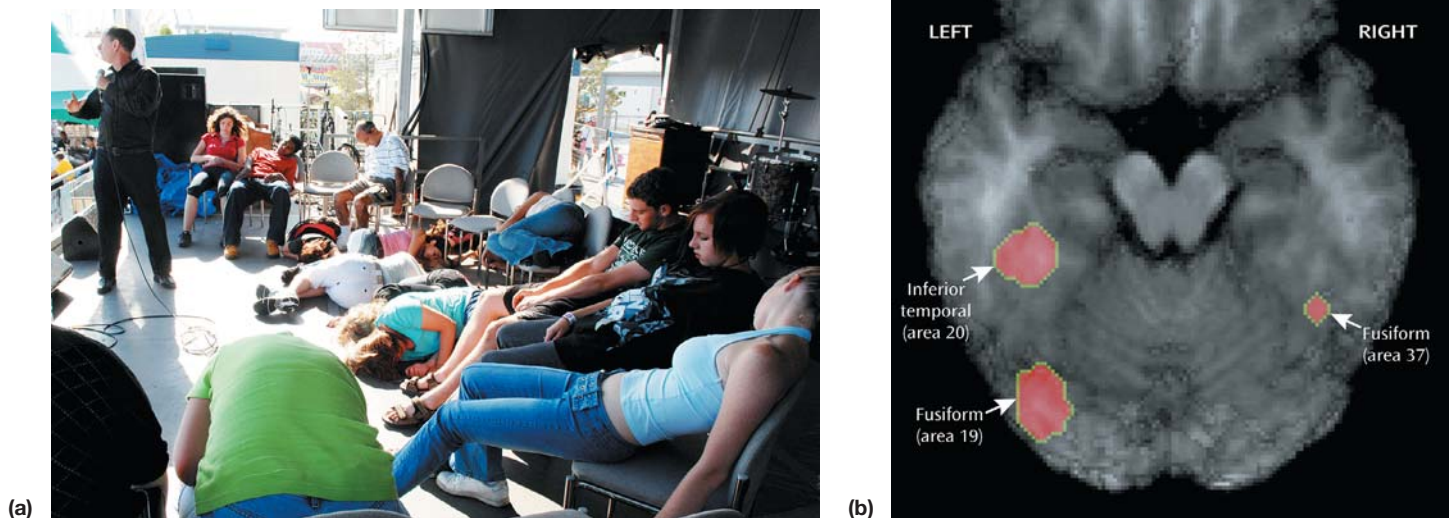 (a)
(b)
LEFT
RIGHT
Inferior
temporal
(area 20)
Fusiform
(area 37)
Fusiform
(area 19)